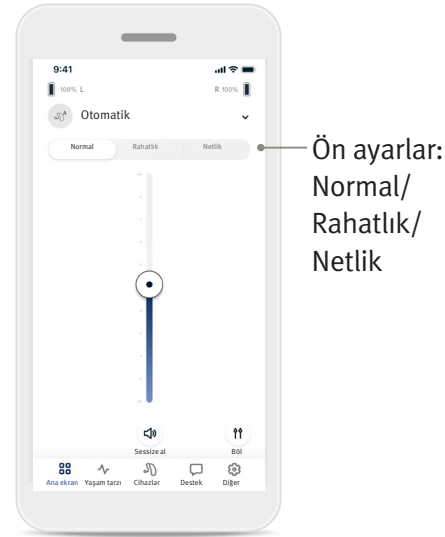 9:41
100% L
R 100%
Otomatik
Normal
Rahatlık
Netlik
Ön ayarlar:
Normal/
Rahatlık/
Netlik
Sessize al
Böl
Ana ekran
Yaşam tarzı
Cihazlar
Destek
Diğer